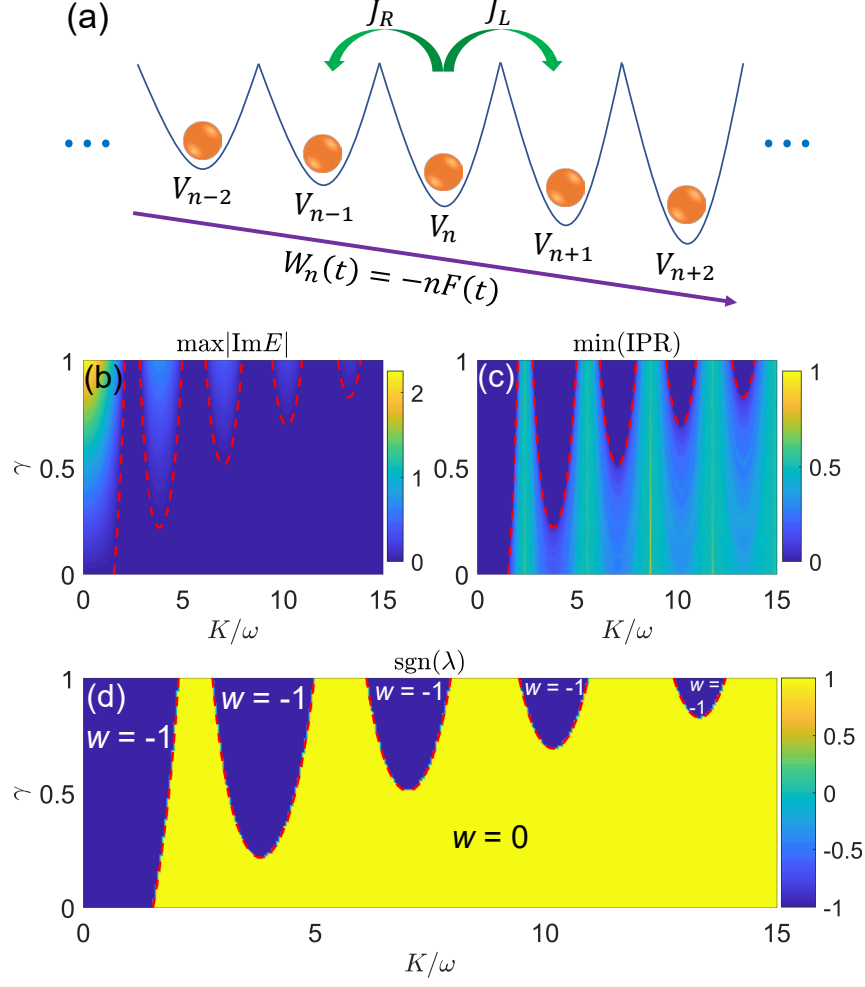 (a)
J_R J_L
... ...
V_{n−2} V_{n−1} V_n V_{n+1} V_{n+2}
W_n(t) = −nF(t)
max|ImE| min(IPR)
(b) (c)
1 1
0.5 0.5
0 0
γ
2
1
0
1
0.5
0
0 5 10 15 0 5 10 15
K/ω K/ω
sgn(λ)
(d)
w = -1 w = -1 w = -1 w = -1 w = -1
w = 0
1
0.5
0
γ
1
0.5
0
-0.5
-1
0 5 10 15
K/ω